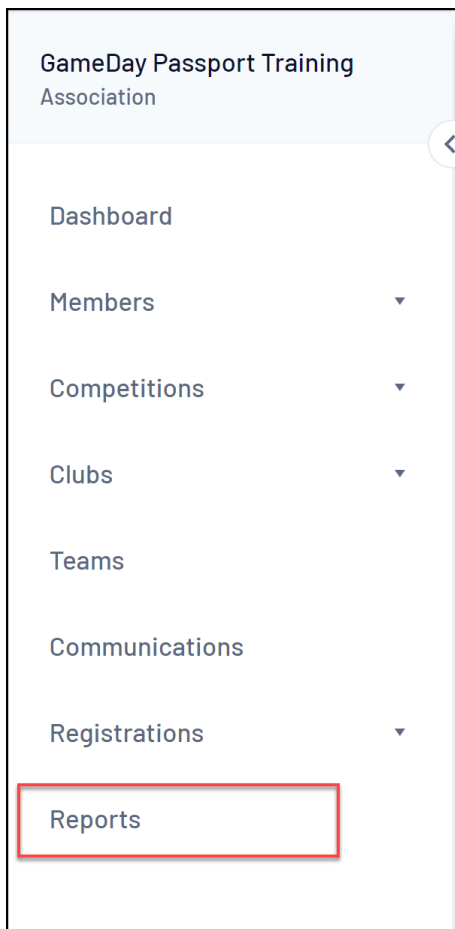 GameDay Passport Training
Association
Dashboard
Members
Competitions
Clubs
Teams
Communications
Registrations
Reports